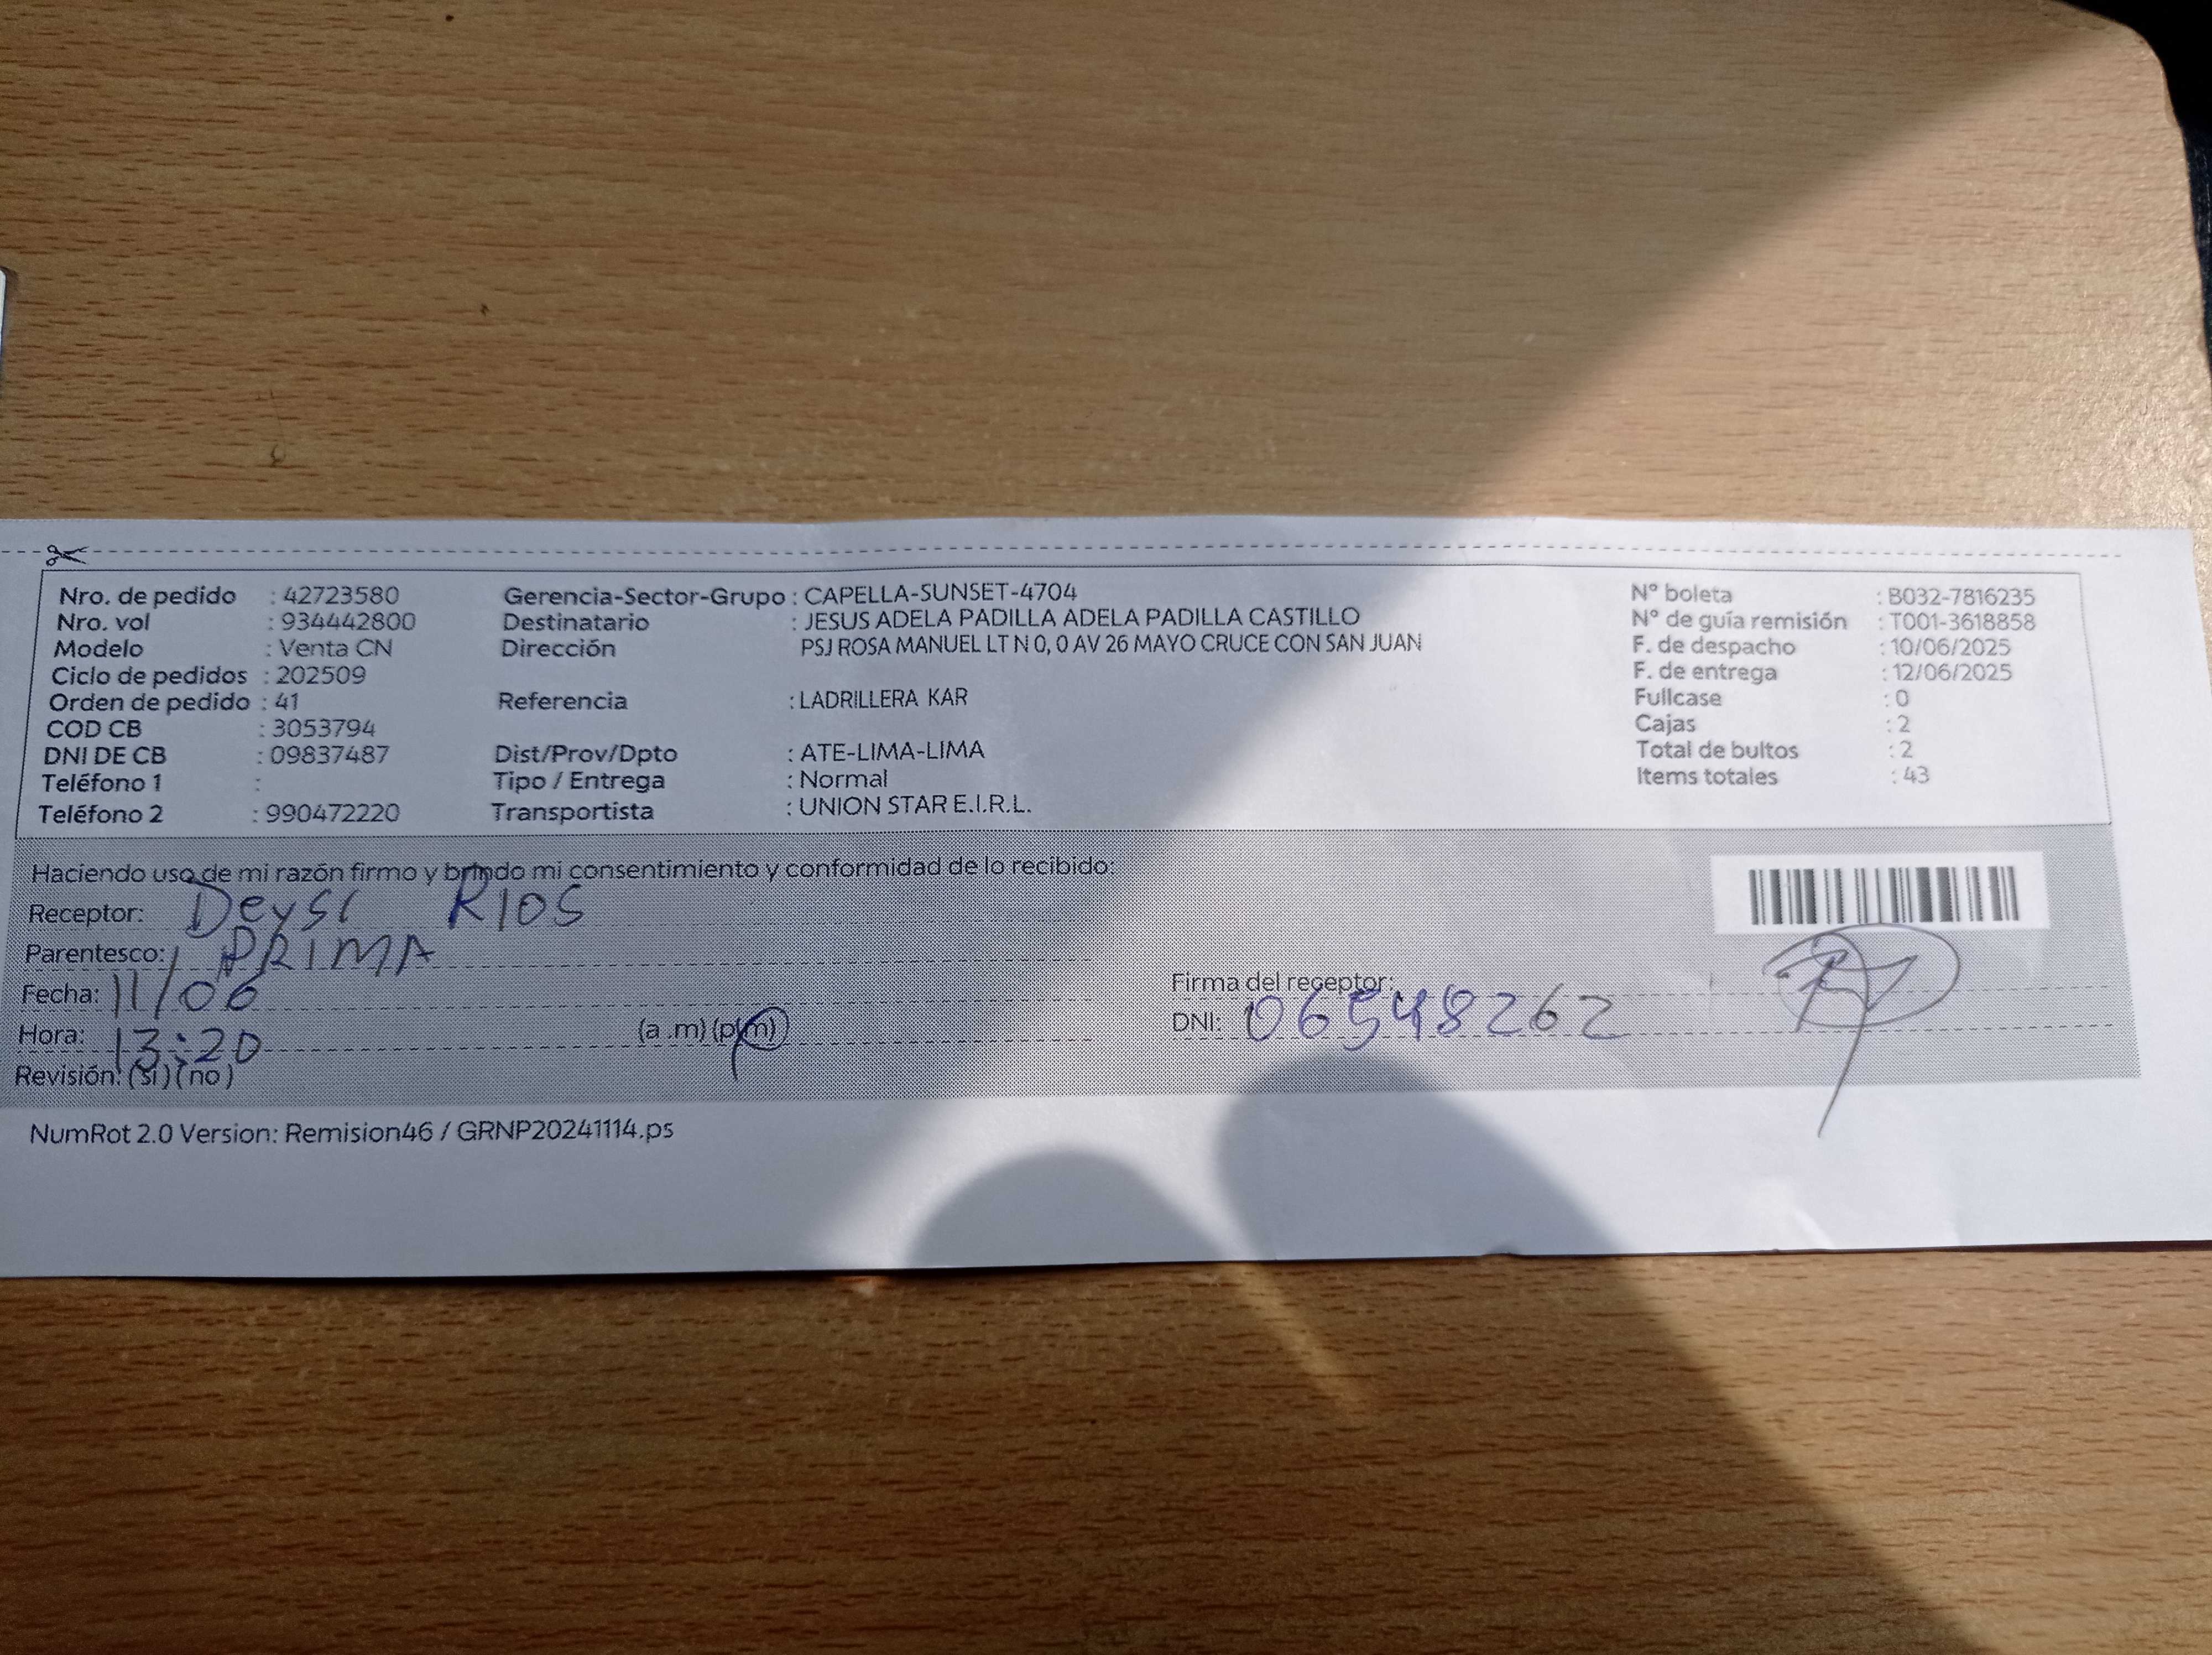 Nro. de pedido : 42723580 Gerencia-Sector-Grupo : CAPELLA-SUNSET-4704 N° boleta : B032-7816235
Nro. vol : 934442800 Destinatario : JESUS ADELA PADILLA ADELA PADILLA CASTILLO N° de guía remisión : T001-3618858
Modelo : Venta CN Dirección PSJ ROSA MANUEL LT N 0, 0 AV 26 MAYO CRUCE CON SAN JUAN F. de despacho : 10/06/2025
Ciclo de pedidos : 202509 F. de entrega : 12/06/2025
Orden de pedido : 41 Referencia : LADRILLERA KAR Fullcase : 0
COD CB : 3053794 Cajas : 2
DNI DE CB : 09837487 Dist/Prov/Dpto : ATE-LIMA-LIMA Total de bultos : 2
Teléfono 1 : Tipo / Entrega : Normal Items totales : 43
Teléfono 2 : 990472220 Transportista : UNION STAR E.I.R.L.
Haciendo uso de mi razón firmo y brindo mi consentimiento y conformidad de lo recibido:
Receptor: Deysi RIOS
Parentesco: PRIMA
Fecha: 11/06 Firma del receptor:
Hora: 13:20 (a .m) (p.m) DNI: 06548262
Revisión: (si) (no)
NumRot 2.0 Version: Remision46 / GRNP20241114.ps